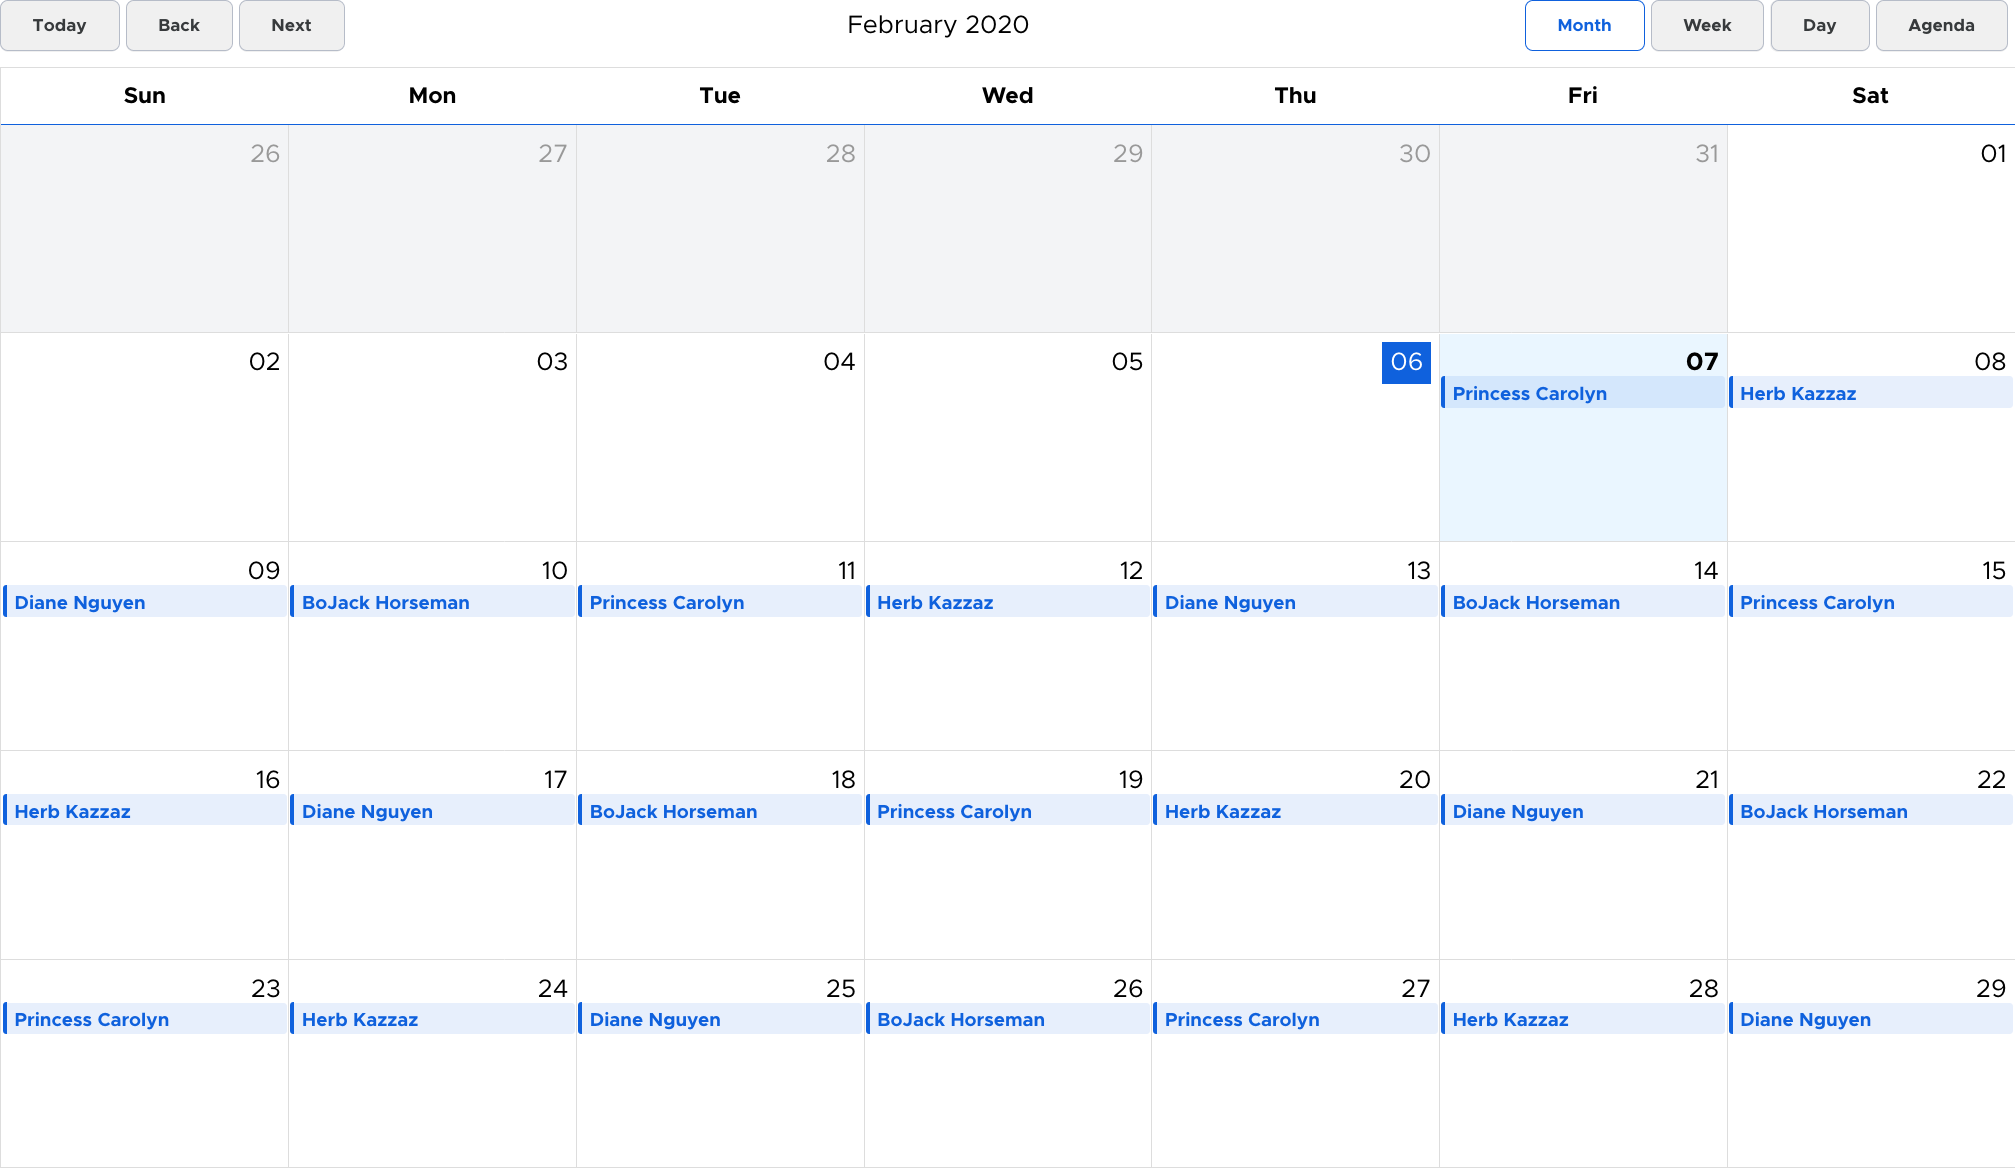 Today Back Next February 2020 Month Week Day Agenda
Sun Mon Tue Wed Thu Fri Sat
26 27 28 29 30 31 01
02 03 04 05 06 07 08
Princess Carolyn Herb Kazzaz
09 10 11 12 13 14 15
Diane Nguyen BoJack Horseman Princess Carolyn Herb Kazzaz Diane Nguyen BoJack Horseman Princess Carolyn
16 17 18 19 20 21 22
Herb Kazzaz Diane Nguyen BoJack Horseman Princess Carolyn Herb Kazzaz Diane Nguyen BoJack Horseman
23 24 25 26 27 28 29
Princess Carolyn Herb Kazzaz Diane Nguyen BoJack Horseman Princess Carolyn Herb Kazzaz Diane Nguyen